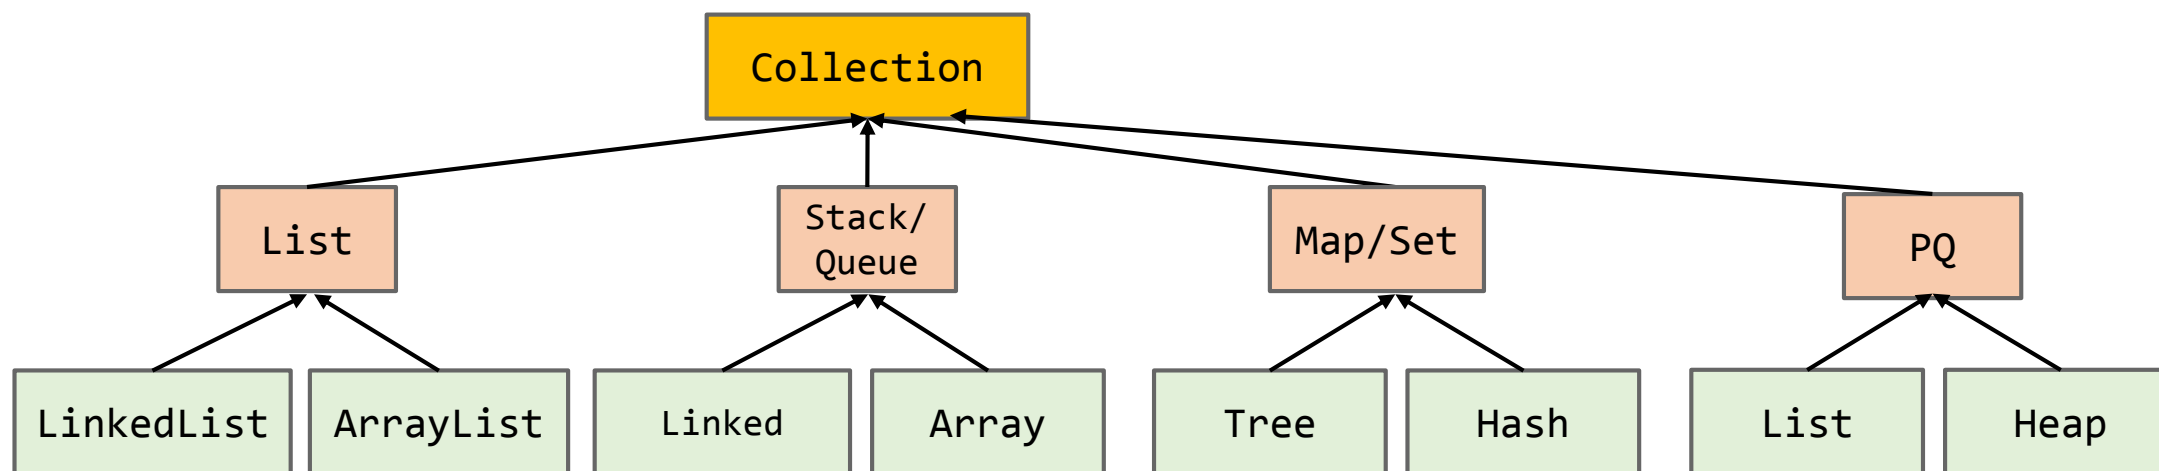 Collection
List
Stack/
Queue
Map/Set
PQ
LinkedList
ArrayList
Linked
Array
Tree
Hash
List
Heap